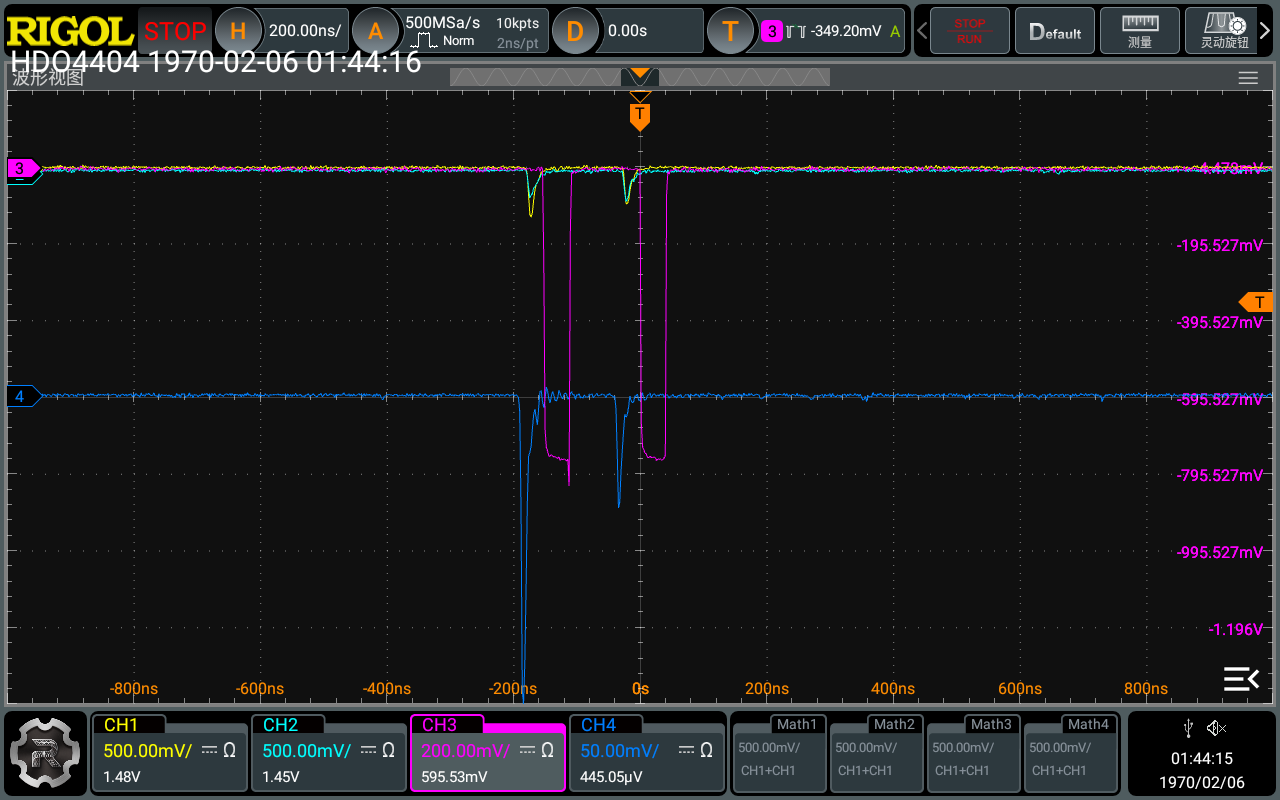 RIGOL STOP H 200.00ns/ A 500MSa/s 10kpts D 0.00s T 3 -349.20mV A STOP Default 测量 灵动旋钮
Norm 2ns/pt RUN
HDO4404 1970-02-06 01:44:16
波形视图
T
3
-195.527mV
T
-395.527mV
4 -595.527mV
-795.527mV
-995.527mV
-1.196V
-800ns -600ns -400ns -200ns 0s 200ns 400ns 600ns 800ns
CH1 CH2 CH3 CH4 Math1 Math2 Math3 Math4
500.00mV/ Ω 500.00mV/ Ω 200.00mV/ Ω 50.00mV/ Ω 500.00mV/ 500.00mV/ 500.00mV/ 500.00mV/
1.48V 1.45V 595.53mV 445.05µV CH1+CH1 CH1+CH1 CH1+CH1 CH1+CH1
01:44:15
1970/02/06